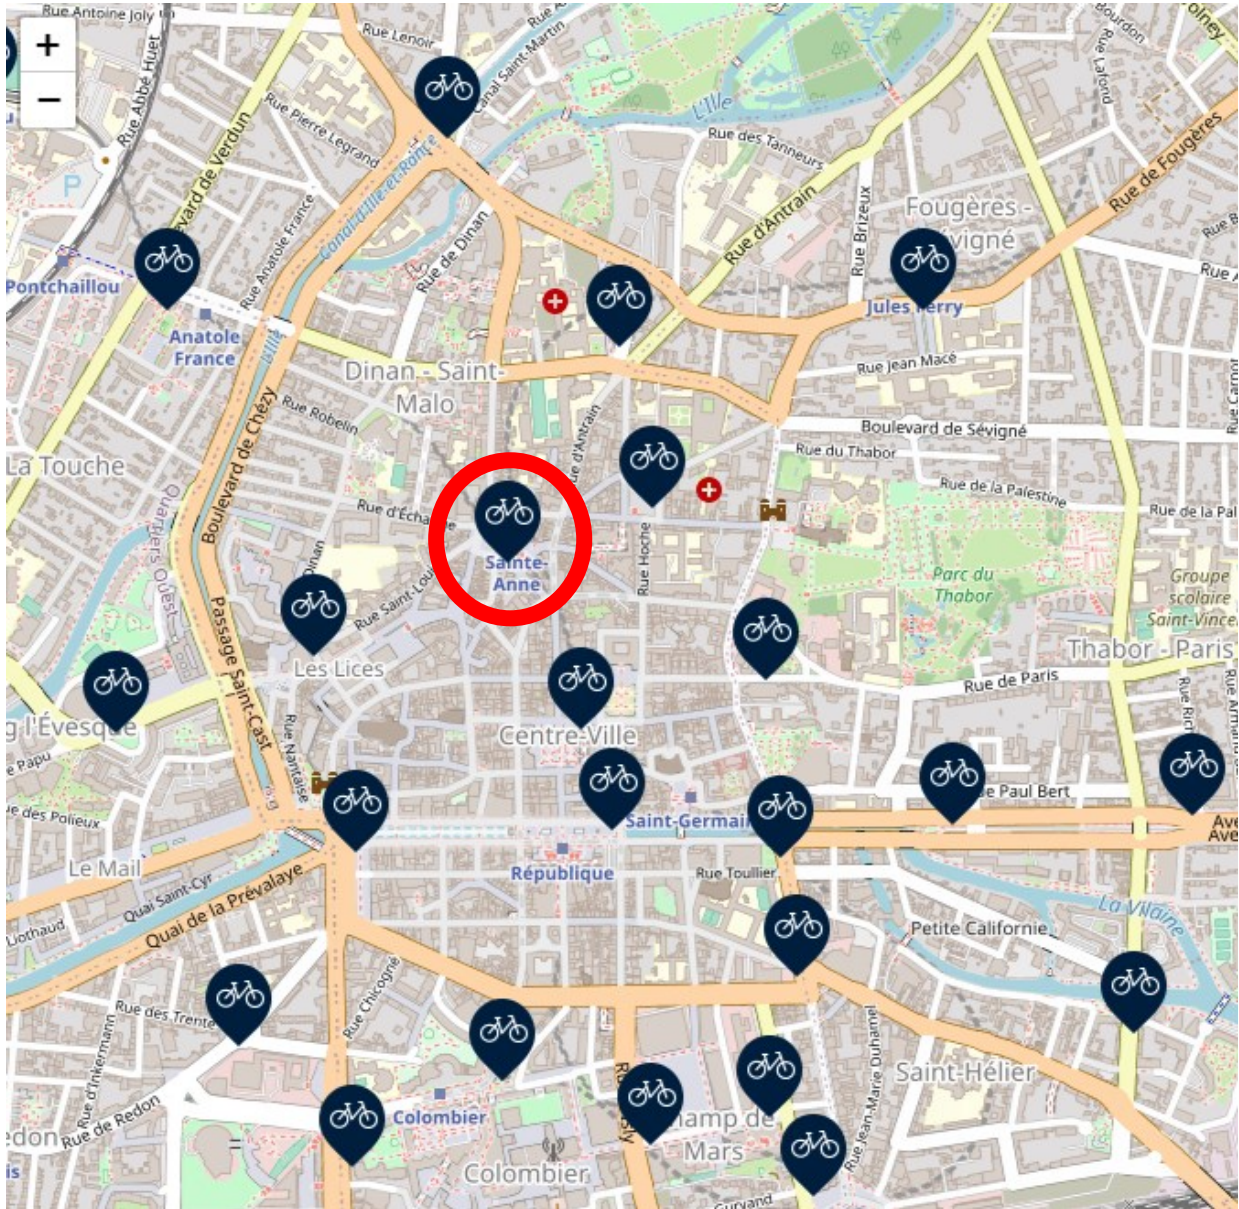 Rue Antoine Joly
+
−
Rue Abbé Huet
Rue Lenoir
Canal Saint-Martin
Bourdon
Rue Lafond
Rue Pierre Legrand
Canal d'Ille-et-Rance
L'Ille
Rue des Tanneurs
Rue de Fougères
P
Rue Anatole France
Rue de Dinan
Rue d'Antrain
Rue Brizeux
Fougères -
Pontchaillou
Anatole
France
Jules Ferry
Rue Jean Macé
Rue Carnot
Dinan - Saint-
Malo
Rue Robelin
Boulevard de Sévigné
Rue du Thabor
La Touche
Quartiers Ouest
Boulevard de Chézy
Rue de la Palestine
Sainte-
Anne
Rue Hoche
Parc du
Thabor
Groupe
scolaire
Passage Saint-Cast
Les Lices
Thabor - Paris
Rue de Paris
Centre-Ville
Rue Nantaise
Saint-Germain
République
Le Mail
Quai Saint-Cyr
Quai de la Prévalaye
Rue Toullier
La Vilaine
Petite Californie
Rue Chicogné
Rue des Trente
Rue d'Inkermann
Rue de Redon
Colombier
Colombier
Mars
Rue Jean-Marie Duhamel
Saint-Hélier